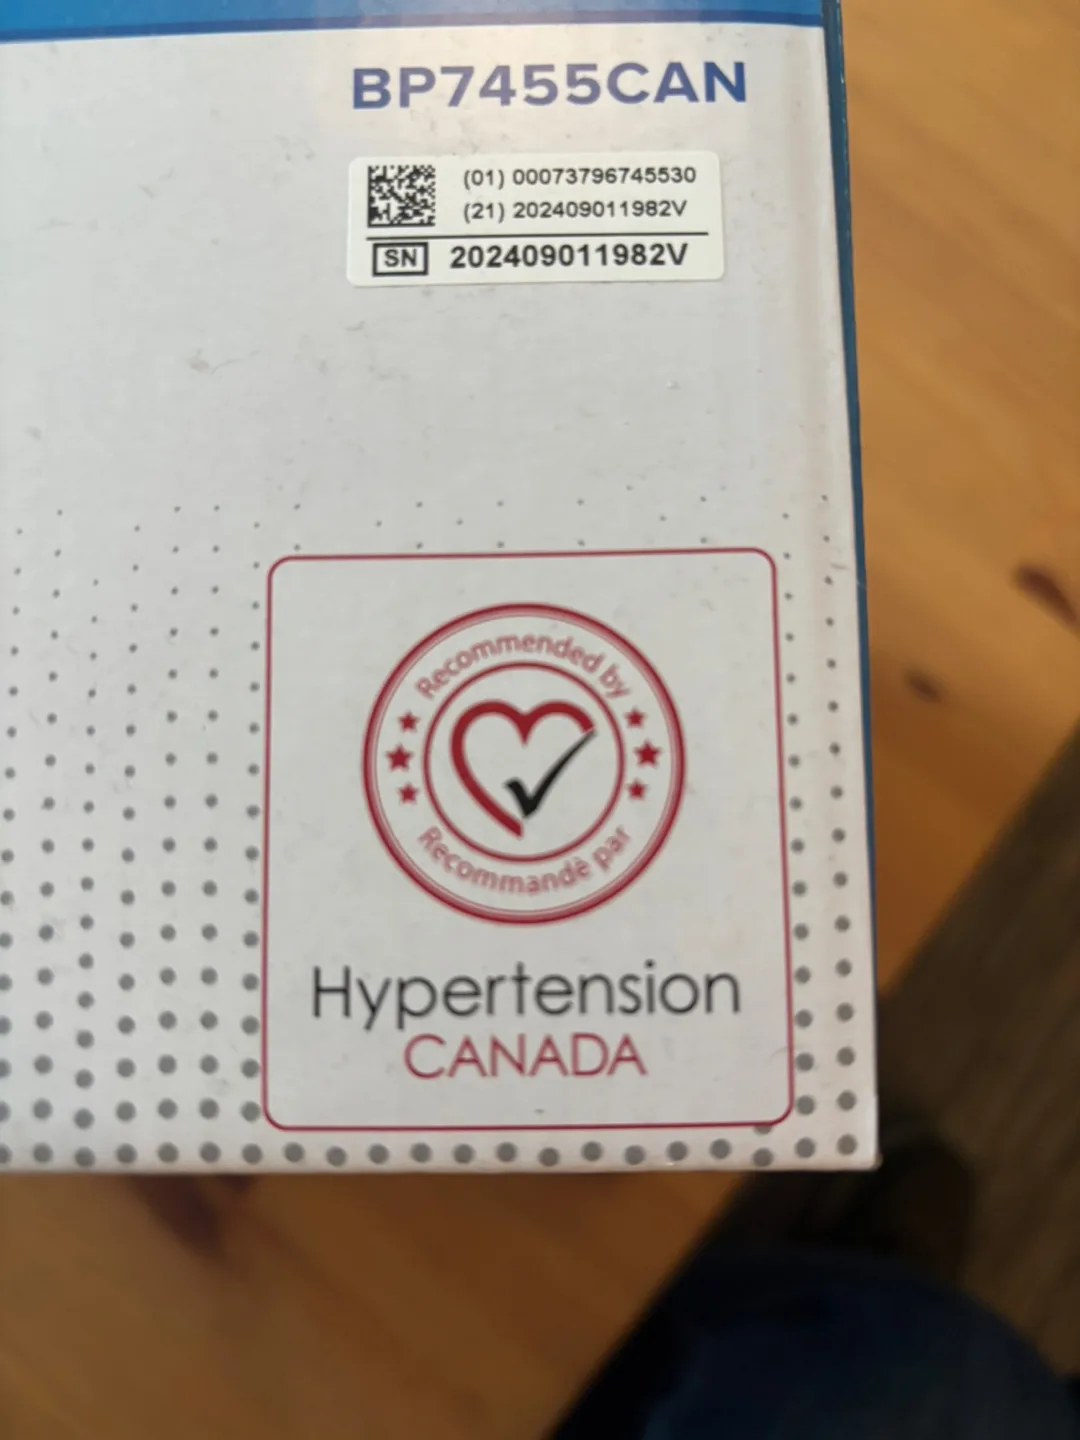 BP7455CAN
(01) 00073796745530
(21) 202409011982V
SN 202409011982V
Recommended by
Recommandé par
Hypertension
CANADA